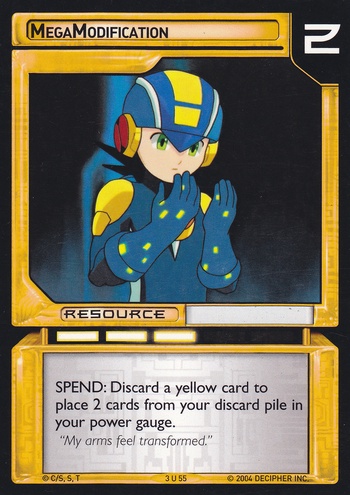 MegaModification
2
RESOURCE
SPEND: Discard a yellow card to
place 2 cards from your discard pile in
your power gauge.
"My arms feel transformed."
© C/S, S, T 3 U 55 © 2004 DECIPHER INC.